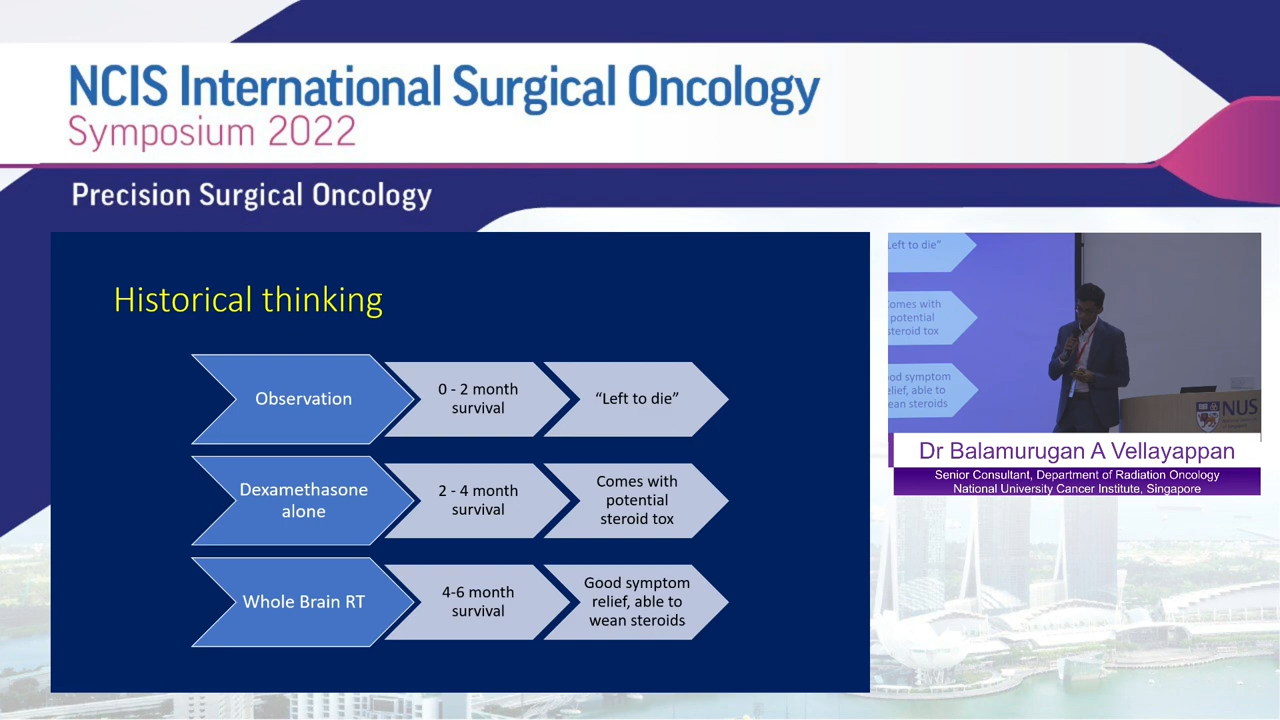 NCIS International Surgical Oncology
Symposium 2022
Precision Surgical Oncology
Historical thinking
Observation
0 - 2 month
survival
“Left to die”
Dexamethasone
alone
2 - 4 month
survival
Comes with
potential
steroid tox
Whole Brain RT
4-6 month
survival
Good symptom
relief, able to
wean steroids
Left to die”
Comes with
potential
steroid tox
od symptom
elief, able to
ean steroids
NUS
Dr Balamurugan A Vellayappan
Senior Consultant, Department of Radiation Oncology
National University Cancer Institute, Singapore